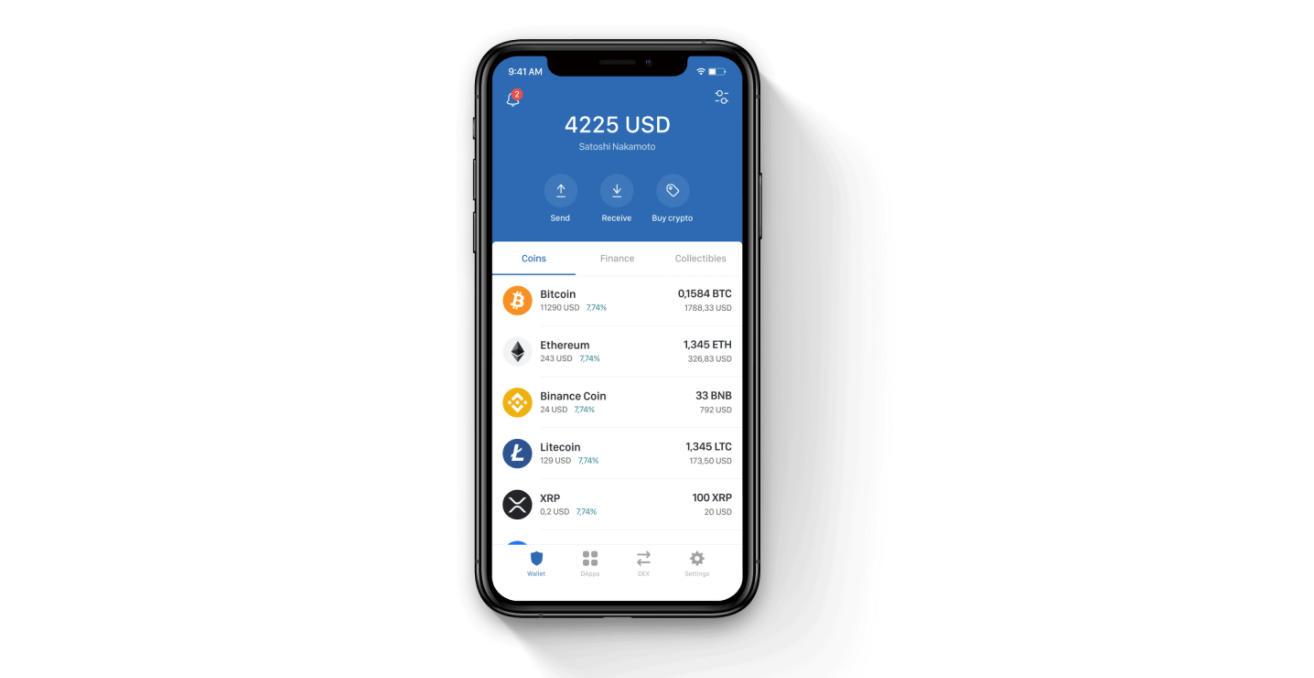 9:41 AM
2
4225 USD
Satoshi Nakamoto
Send Receive Buy crypto
Coins Finance Collectibles
Bitcoin 0,1584 BTC
11290 USD 7,74% 1788,33 USD
Ethereum 1,345 ETH
243 USD 7,74% 326,83 USD
Binance Coin 33 BNB
24 USD 7,74% 792 USD
Litecoin 1,345 LTC
129 USD 7,74% 173,50 USD
XRP 100 XRP
0,2 USD 7,74% 20 USD
Wallet DApps DEX Settings